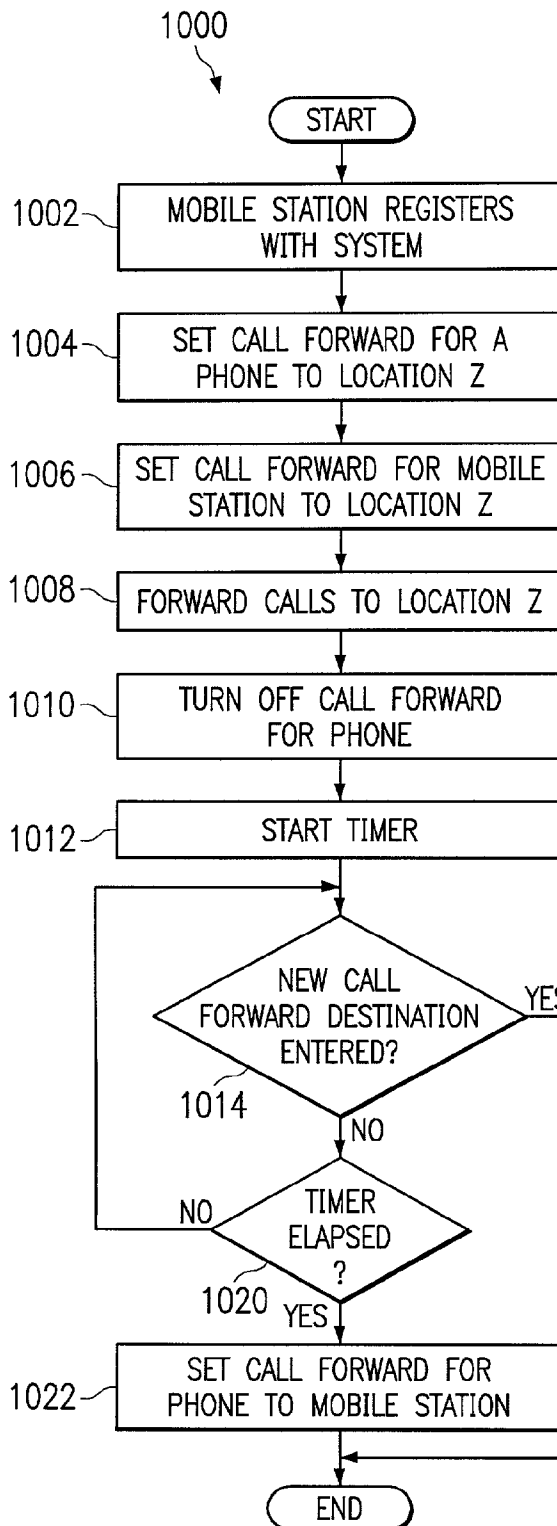 1000
START
1002
MOBILE STATION REGISTERS
WITH SYSTEM
1004
SET CALL FORWARD FOR A
PHONE TO LOCATION Z
1006
SET CALL FORWARD FOR MOBILE
STATION TO LOCATION Z
1008
FORWARD CALLS TO LOCATION Z
1010
TURN OFF CALL FORWARD
FOR PHONE
1012
START TIMER
NEW CALL
FORWARD DESTINATION
ENTERED?
YES
1014
NO
TIMER
ELAPSED
?
NO
1020
YES
1022
SET CALL FORWARD FOR
PHONE TO MOBILE STATION
END